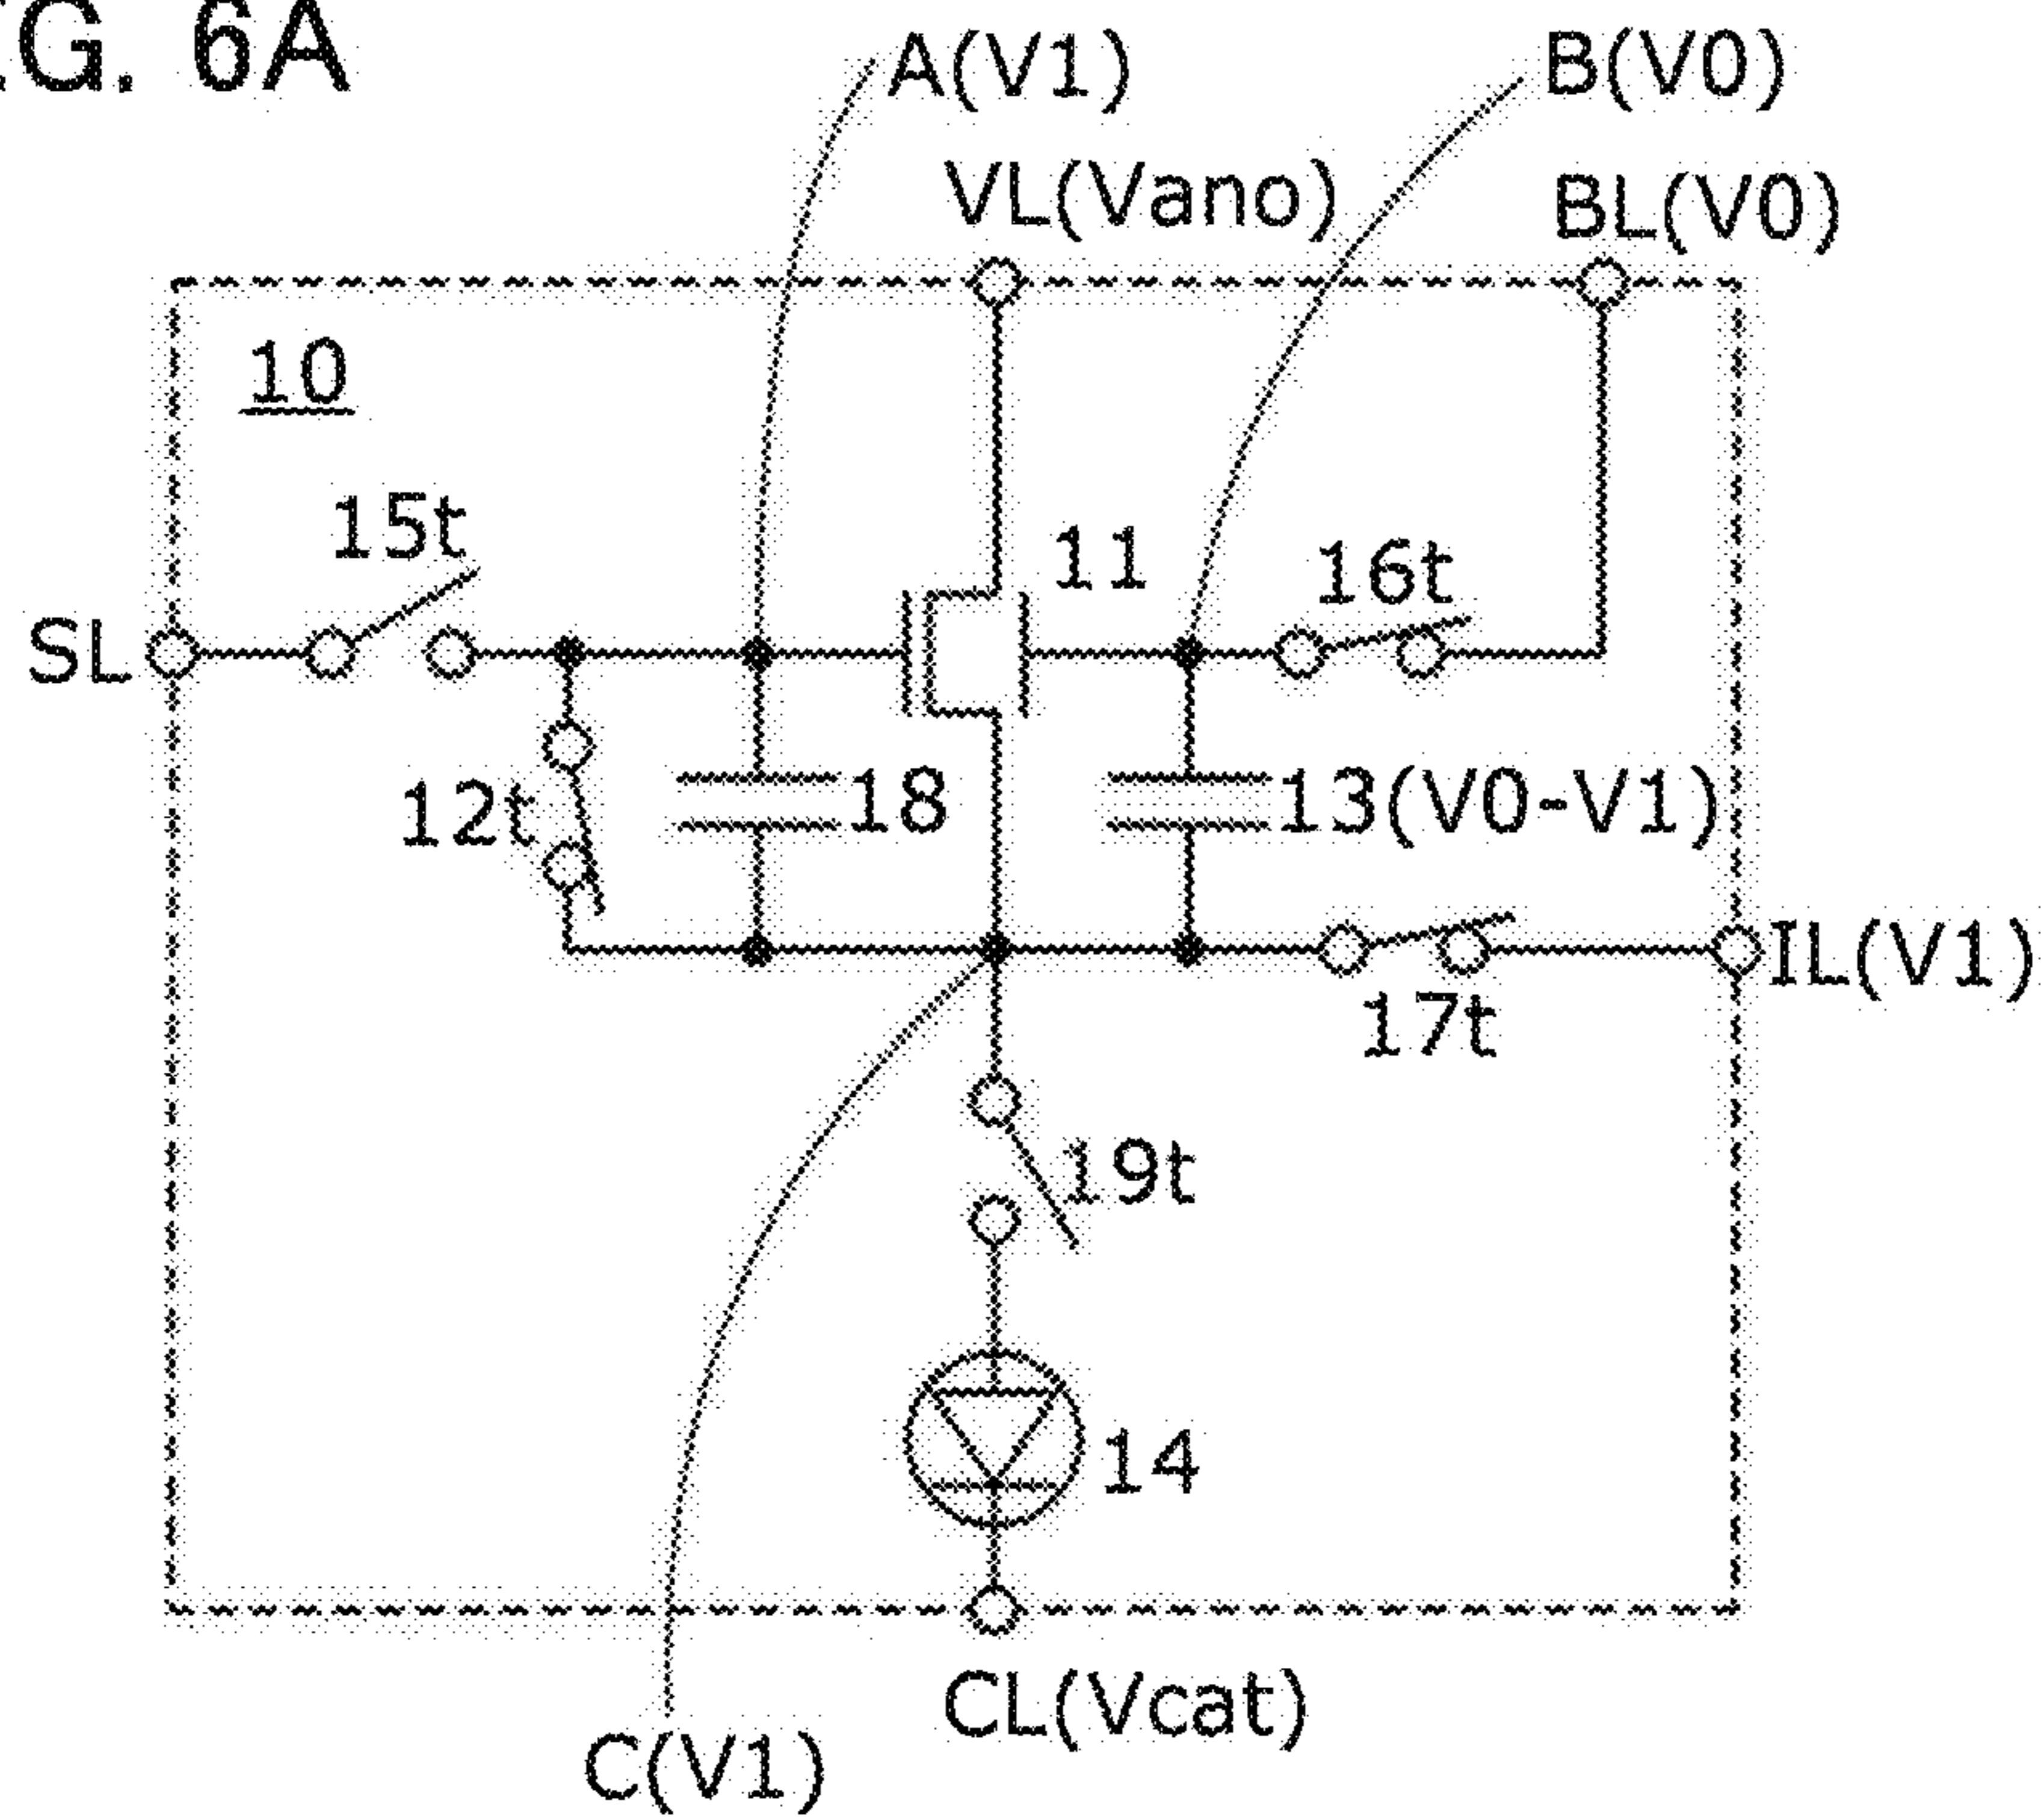 G. 6A
A(V1)
B(V0)
VL(Vano)
BL(V0)
10
15t
11
16t
SL
12t
18
13(V0-V1)
IL(V1)
17t
19t
14
CL(Vcat)
C(V1)